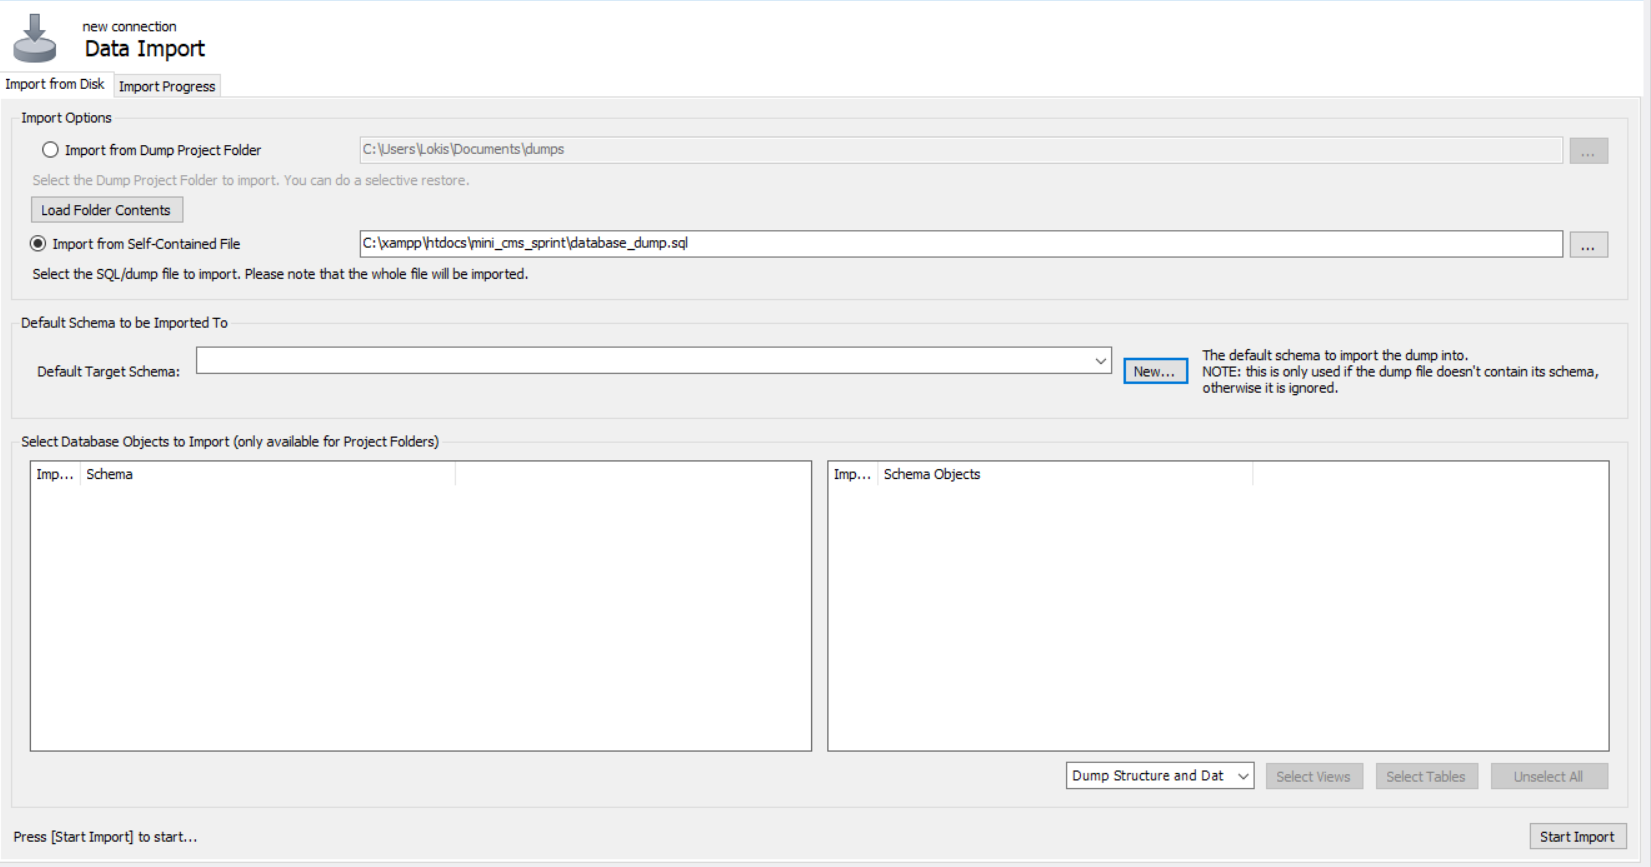 new connection
Data Import
Import from Disk
Import Progress
Import Options
Import from Dump Project Folder
C:\Users\Lokis\Documents\dumps
...
Select the Dump Project Folder to import. You can do a selective restore.
Load Folder Contents
Import from Self-Contained File
C:\xampp\htdocs\mini_cms_sprint\database_dump.sql
...
Select the SQL/dump file to import. Please note that the whole file will be imported.
Default Schema to be Imported To
Default Target Schema:
New...
The default schema to import the dump into.
NOTE: this is only used if the dump file doesn't contain its schema,
otherwise it is ignored.
Select Database Objects to Import (only available for Project Folders)
Imp... Schema
Imp... Schema Objects
Dump Structure and Dat
Select Views
Select Tables
Unselect All
Press [Start Import] to start...
Start Import